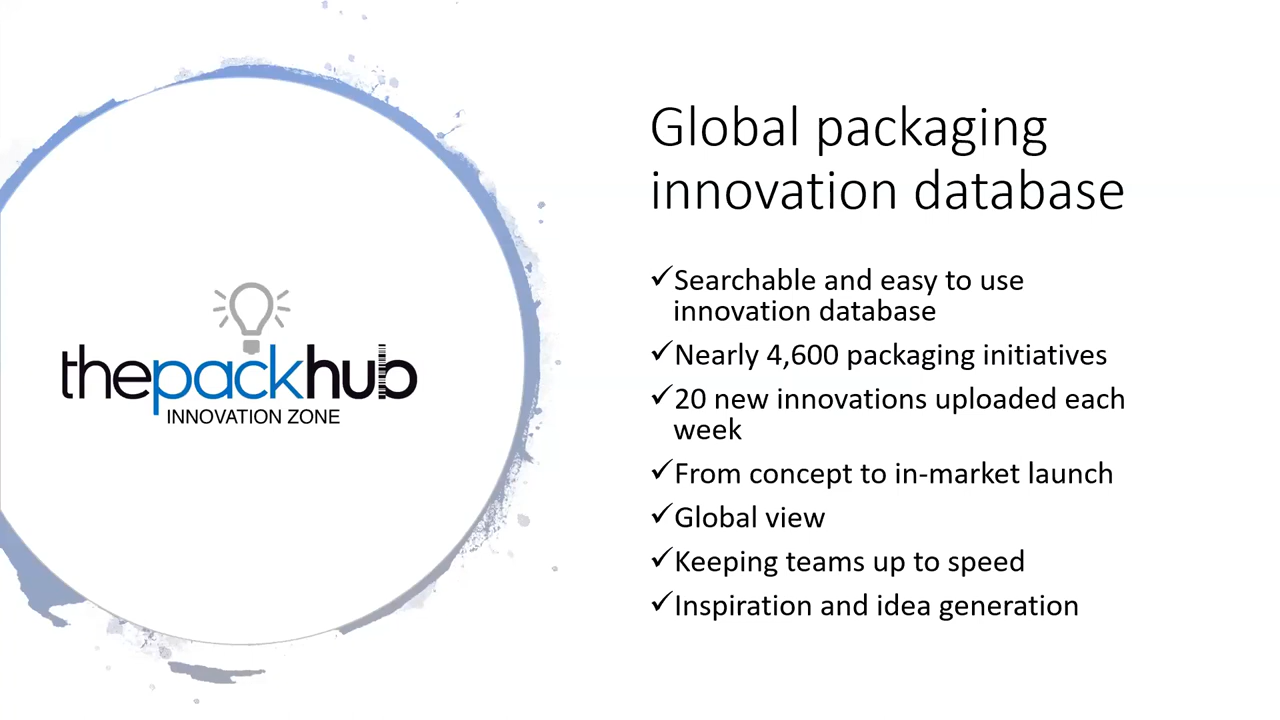 Global packaging
innovation database
✓Searchable and easy to use
innovation database
✓Nearly 4,600 packaging initiatives
✓20 new innovations uploaded each
week
✓From concept to in-market launch
✓Global view
✓Keeping teams up to speed
✓Inspiration and idea generation
thepackhub
INNOVATION ZONE